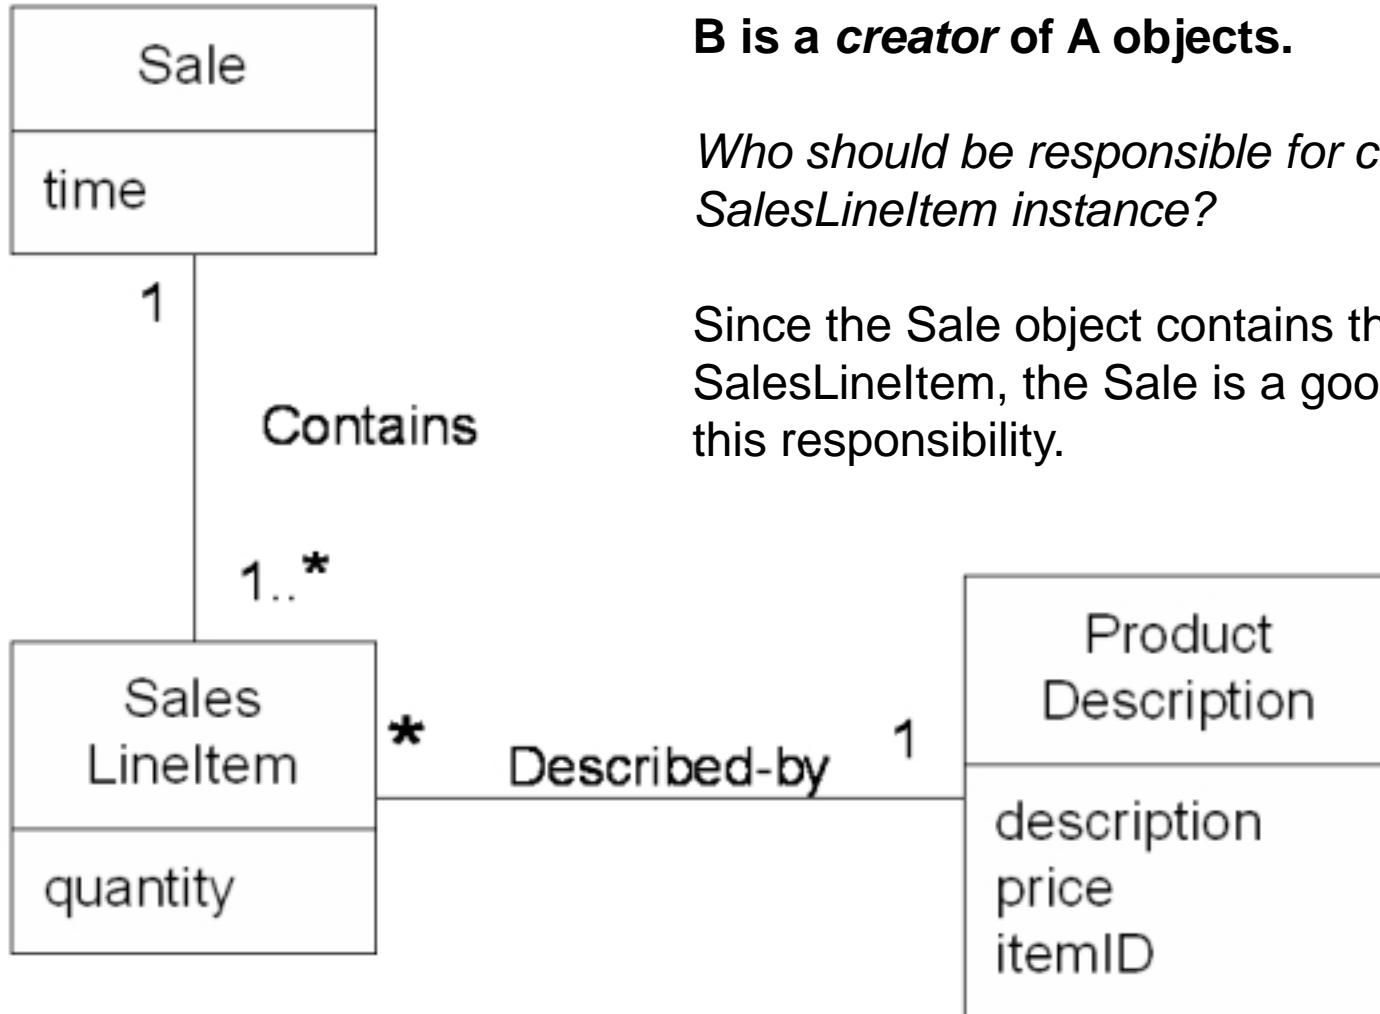 Sale
time
1
Contains
1..*
Sales
LineItem
quantity
*
Described-by
1
Product
Description
description
price
itemID
B is a creator of A objects.
Who should be responsible for
SalesLineItem instance?
Since the Sale object contains
SalesLineItem, the Sale is a
this responsibility.